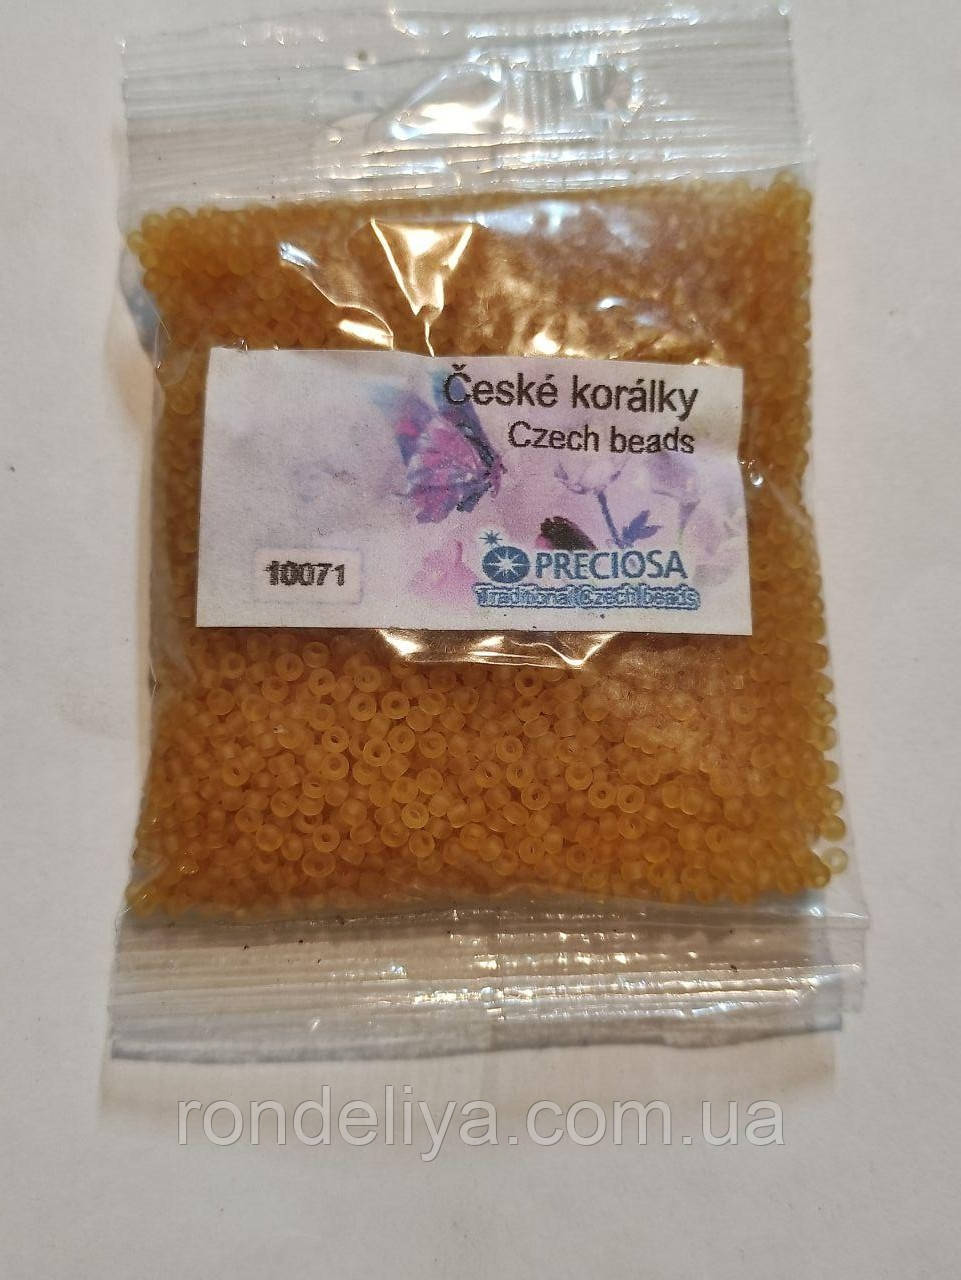 České korálky
Czech beads
10071
PRECIOSA
Traditional Czech beads
rondeliya.com.ua